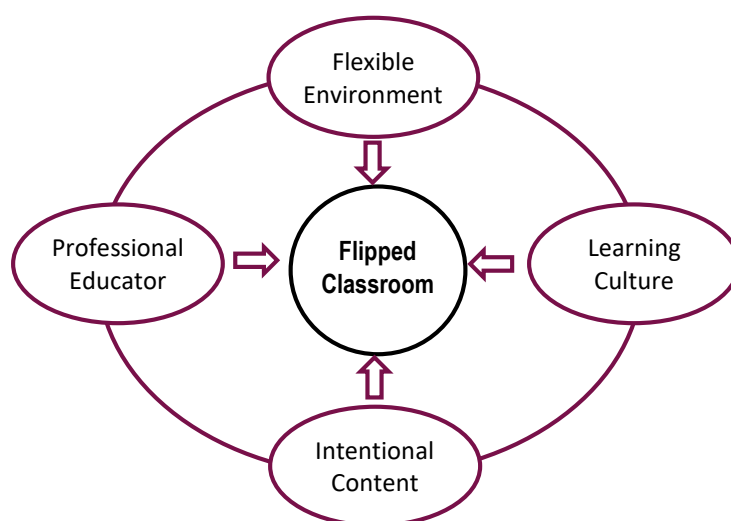 Flexible
Environment
Professional
Educator
Flipped
Classroom
Learning
Culture
Intentional
Content